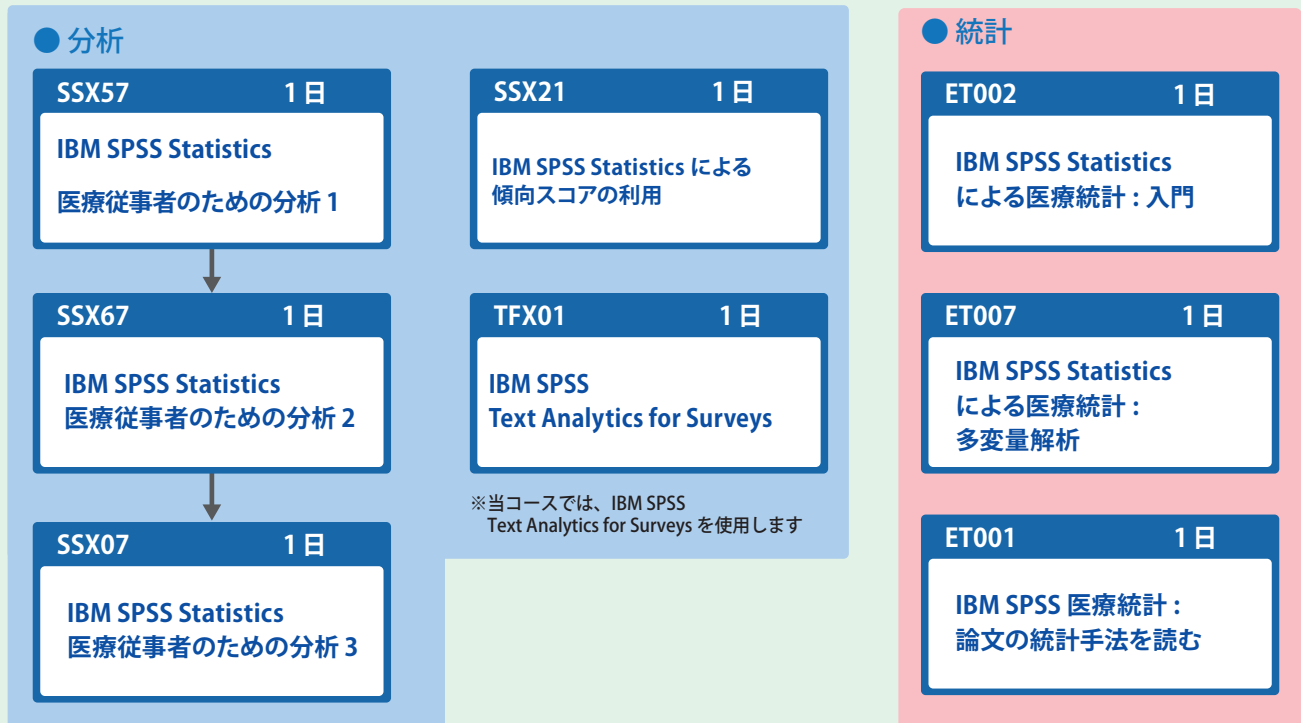 ● 分析
SSX57 1日
IBM SPSS Statistics
医療従事者のための分析 1
SSX67 1日
IBM SPSS Statistics
医療従事者のための分析 2
SSX07 1日
IBM SPSS Statistics
医療従事者のための分析 3
SSX21 1日
IBM SPSS Statistics による
傾向スコアの利用
TFX01 1日
IBM SPSS
Text Analytics for Surveys
※当コースでは、IBM SPSS
Text Analytics for Surveys を使用します
● 統計
ET002 1日
IBM SPSS Statistics
による医療統計 : 入門
ET007 1日
IBM SPSS Statistics
による医療統計 :
多変量解析
ET001 1日
IBM SPSS 医療統計 :
論文の統計手法を読む